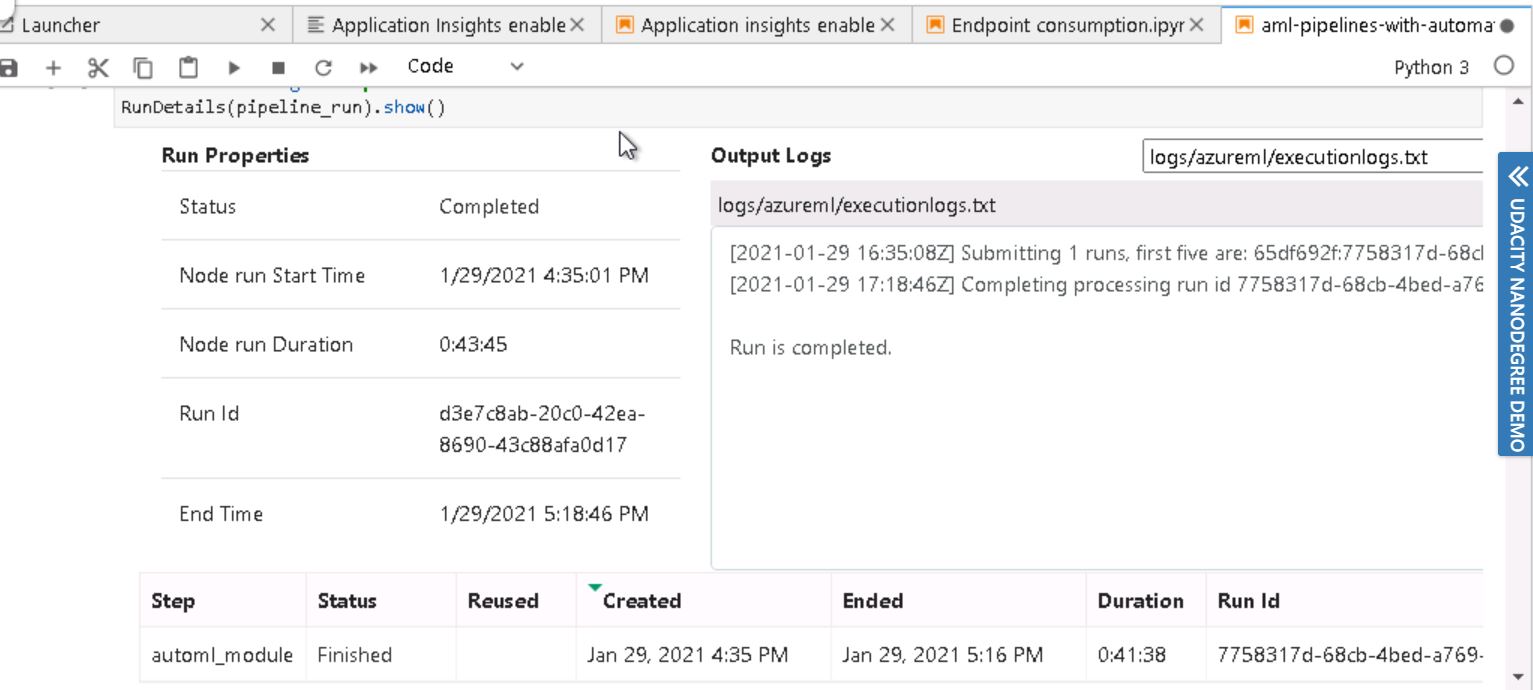 Launcher
Application Insights enable
Application insights enable
Endpoint consumption.ipyr
aml-pipelines-with-automa
Code
Python 3
RunDetails(pipeline_run).show()
Run Properties
Status Completed
Node run Start Time 1/29/2021 4:35:01 PM
Node run Duration 0:43:45
Run Id d3e7c8ab-20c0-42ea-
8690-43c88afa0d17
End Time 1/29/2021 5:18:46 PM
Output Logs
logs/azureml/executionlogs.txt
logs/azureml/executionlogs.txt
[2021-01-29 16:35:08Z] Submitting 1 runs, first five are: 65df692f:7758317d-68cl
[2021-01-29 17:18:46Z] Completing processing run id 7758317d-68cb-4bed-a76
Run is completed.
UDACITY NANODEGREE DEMO
Step Status Reused Created Ended Duration Run Id
automl_module Finished Jan 29, 2021 4:35 PM Jan 29, 2021 5:16 PM 0:41:38 7758317d-68cb-4bed-a769-